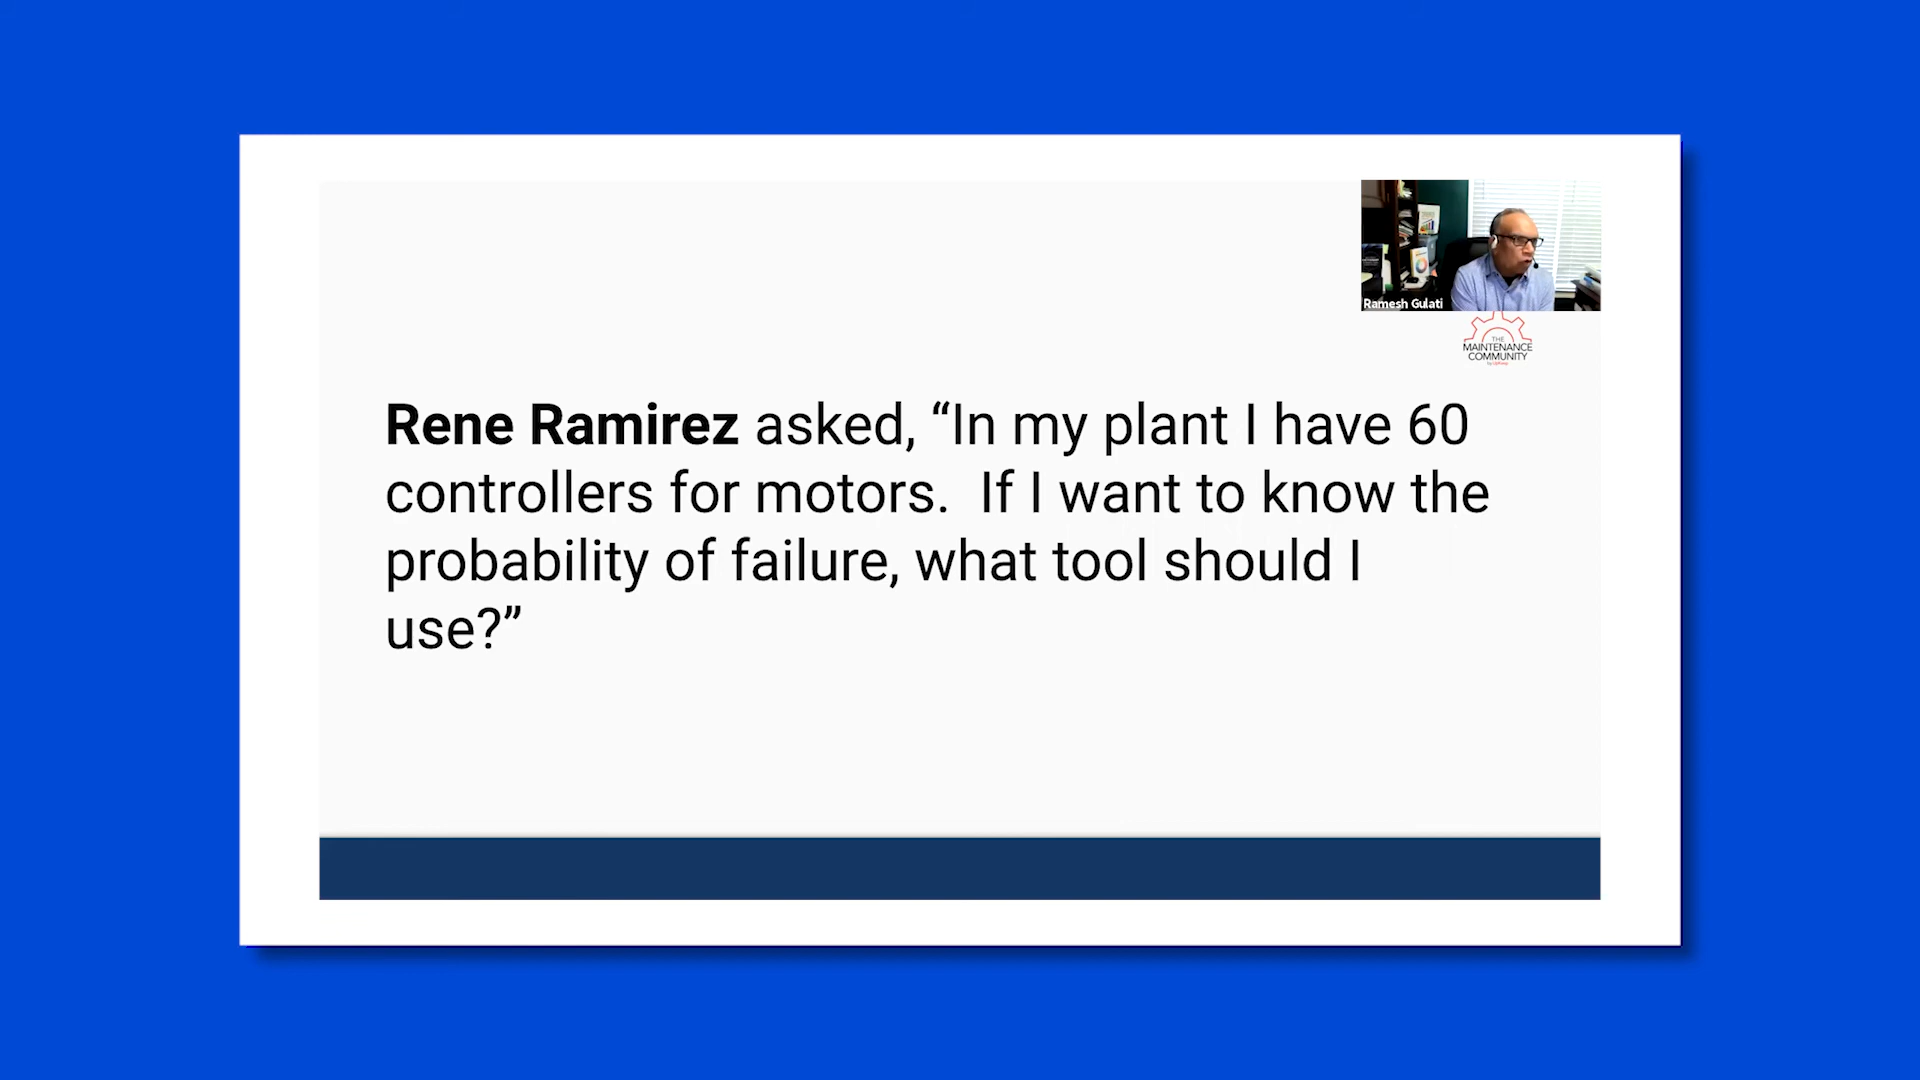 Ramesh Gulati
THE
MAINTENANCE
COMMUNITY
Rene Ramirez asked, “In my plant I have 60
controllers for motors.  If I want to know the
probability of failure, what tool should I
use?”